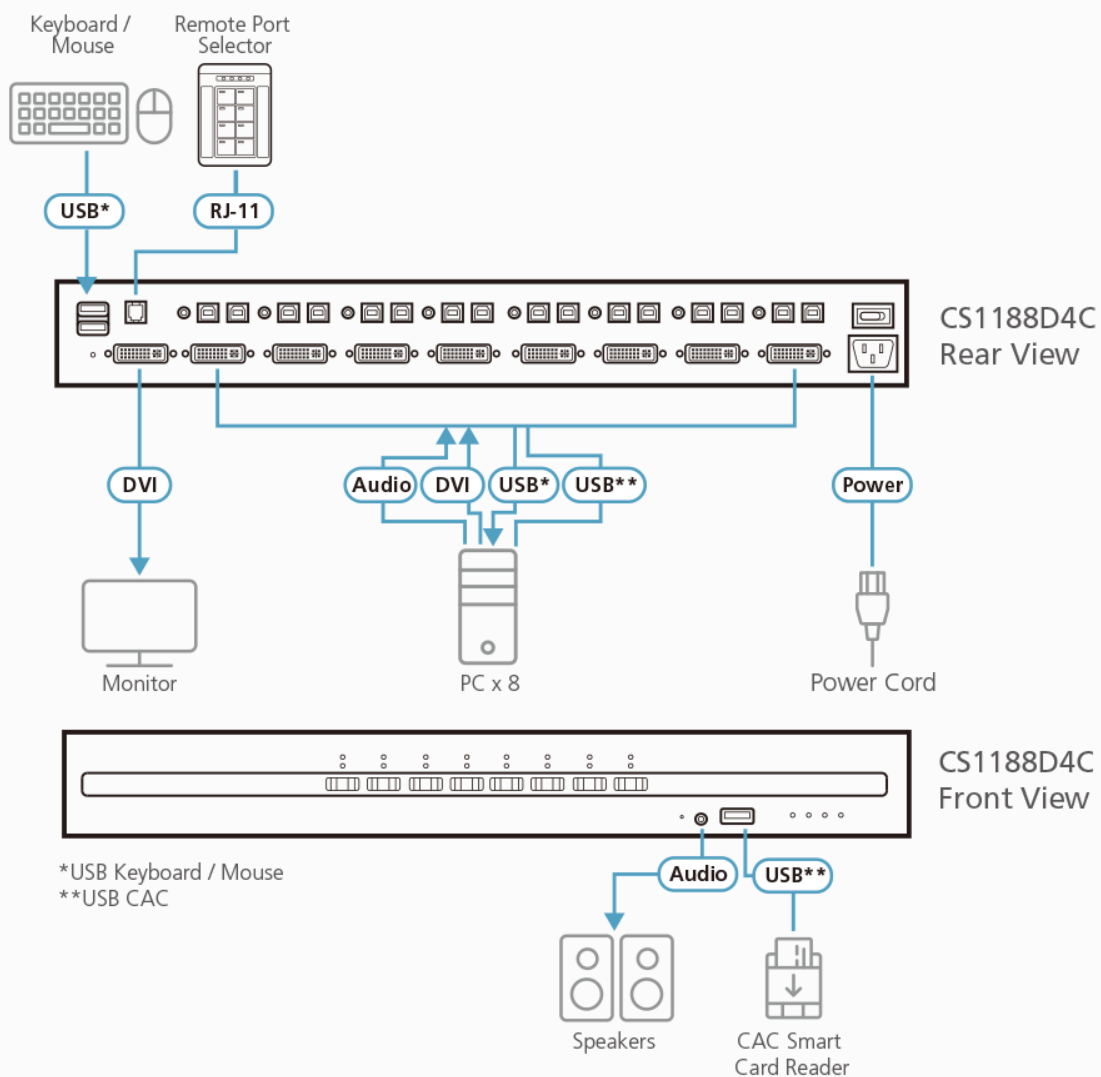 Keyboard /
Mouse
Remote Port
Selector
USB*
RJ-11
CS1188D4C
Rear View
DVI
Audio
DVI
USB*
USB**
Power
Monitor
PC x 8
Power Cord
CS1188D4C
Front View
*USB Keyboard / Mouse
**USB CAC
Audio
USB**
Speakers
CAC Smart
Card Reader